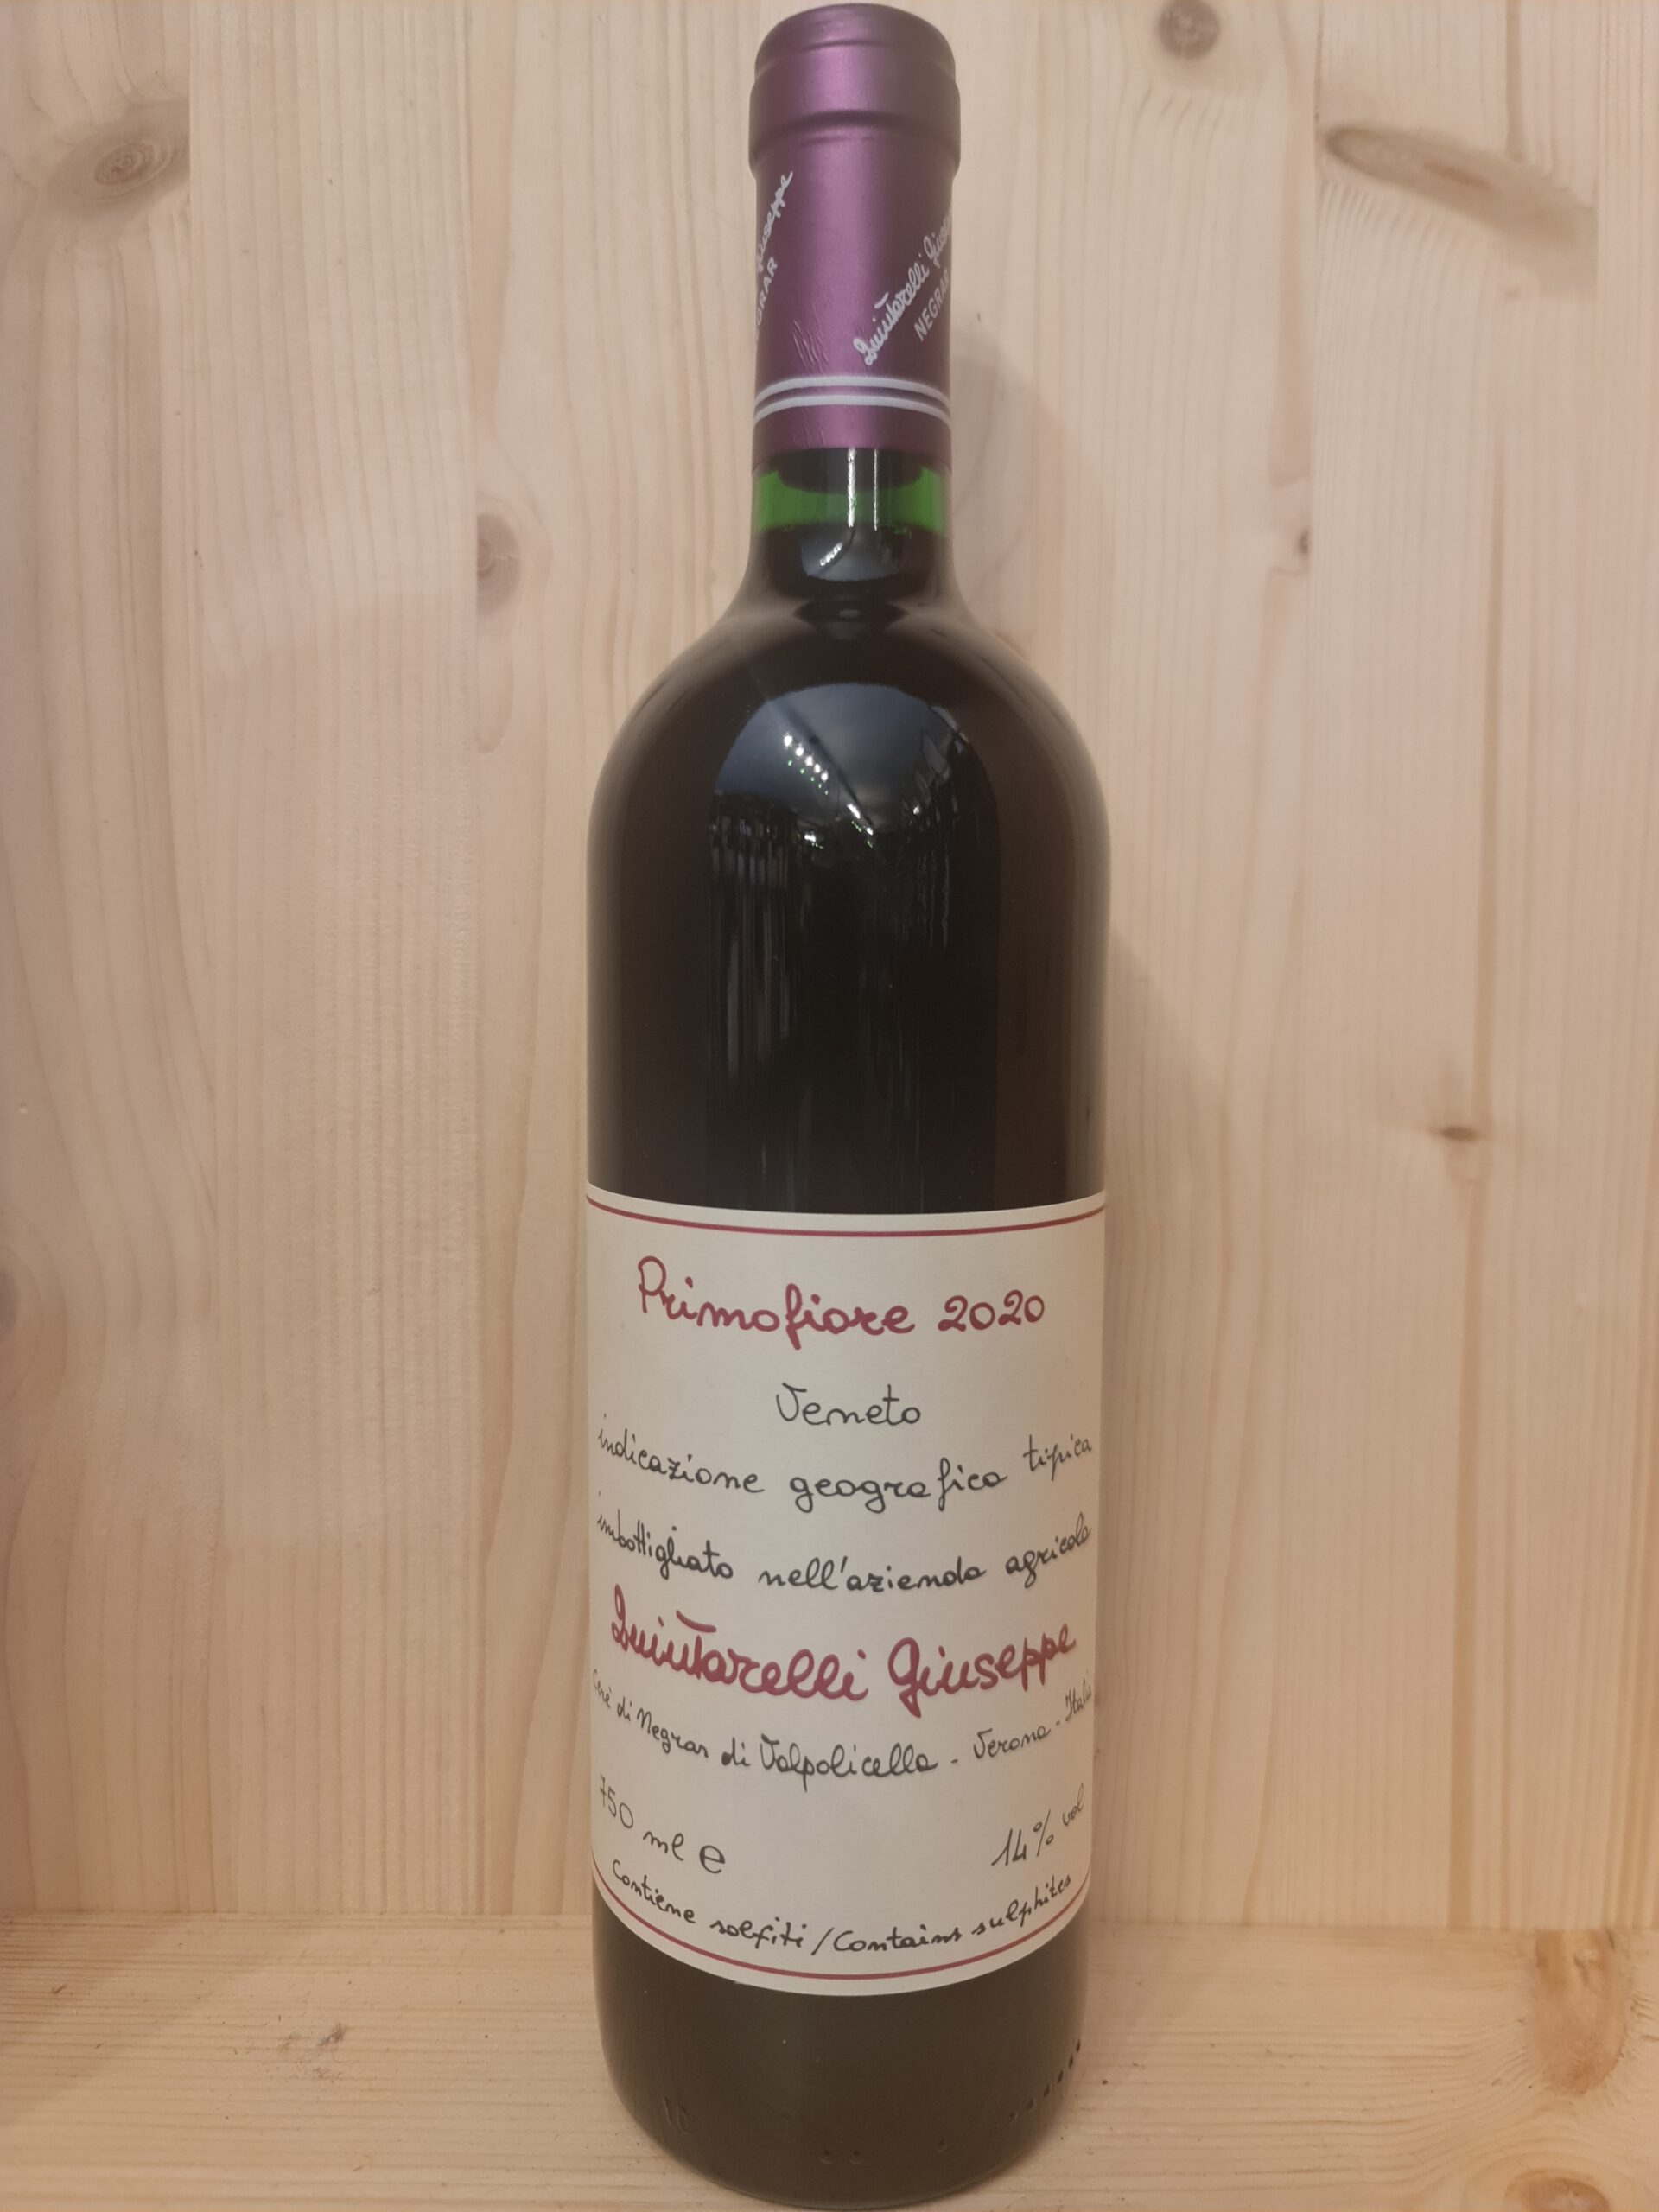 Giuseppe
Quintarelli Giuseppe
NEGRAR
Primofiore 2020
Veneto
indicazione geografica tipica
imbottigliato nell'azienda agricola
Quintarelli Giuseppe
Cerè di Negrar di Valpolicella - Verona - Italia
750 ml e
14% vol
Contiene solfiti / Contains sulphites